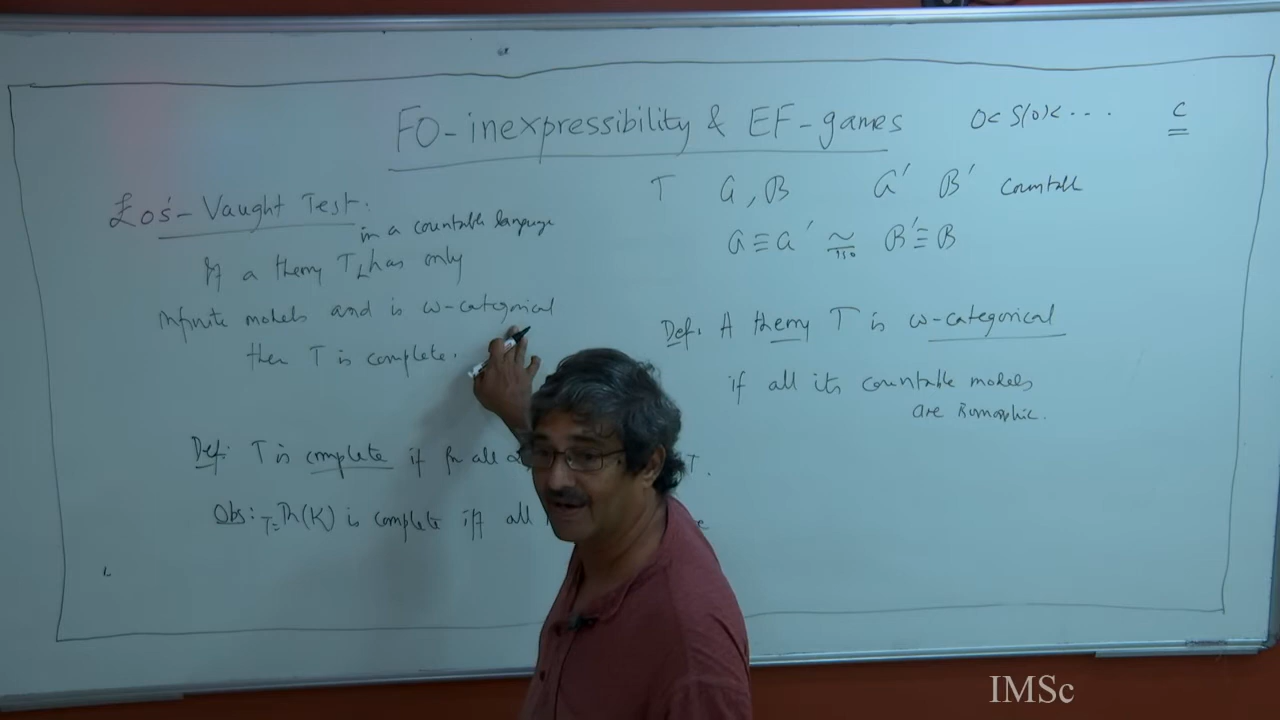 FO-inexpressibility & EF-games
0< S(0)< ····
c
Łoś-Vaught Test:
in a countable language
If a theory T has only
infinite models and is ω-categorical
then T is complete.
Def: T is complete if for all
T.
Obs: T=Th(K) is complete iff all
T  𝒜, ℬ  𝒜′  ℬ′  countable
𝒜 ≡ 𝒜′ ≅iso ℬ′ ≡ ℬ
Def: A theory T is ω-categorical
if all its countable models
are isomorphic.
IMSc